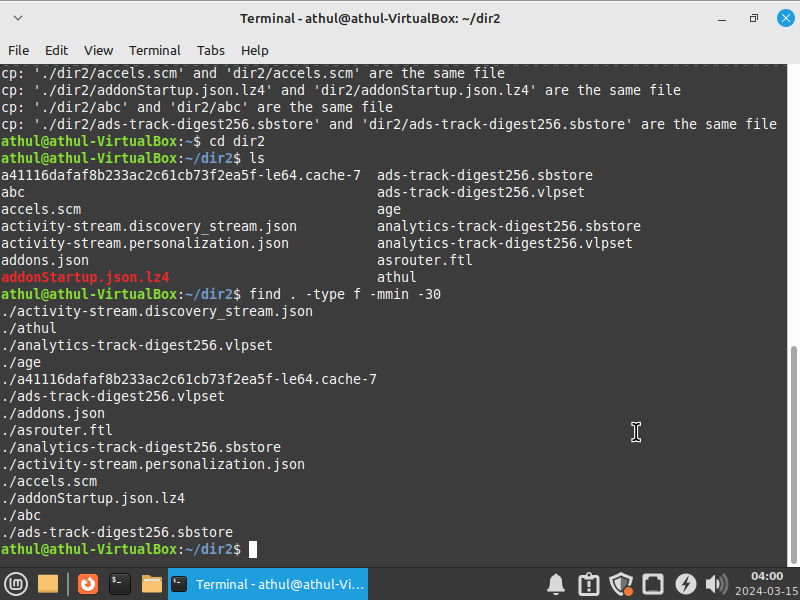 Terminal - athul@athul-VirtualBox: ~/dir2
File Edit View Terminal Tabs Help
cp: './dir2/accels.scm' and 'dir2/accels.scm' are the same file
cp: './dir2/addonStartup.json.lz4' and 'dir2/addonStartup.json.lz4' are the same file
cp: './dir2/abc' and 'dir2/abc' are the same file
cp: './dir2/ads-track-digest256.sbstore' and 'dir2/ads-track-digest256.sbstore' are the same file
athul@athul-VirtualBox:~$ cd dir2
athul@athul-VirtualBox:~/dir2$ ls
a41116dafaf8b233ac2c61cb73f2ea5f-le64.cache-7 ads-track-digest256.sbstore
abc ads-track-digest256.vlpset
accels.scm age
activity-stream.discovery_stream.json analytics-track-digest256.sbstore
activity-stream.personalization.json analytics-track-digest256.vlpset
addons.json asrouter.ftl
addonStartup.json.lz4 athul
athul@athul-VirtualBox:~/dir2$ find . -type f -mmin -30
./activity-stream.discovery_stream.json
./athul
./analytics-track-digest256.vlpset
./age
./a41116dafaf8b233ac2c61cb73f2ea5f-le64.cache-7
./ads-track-digest256.vlpset
./addons.json
./asrouter.ftl
./analytics-track-digest256.sbstore
./activity-stream.personalization.json
./accels.scm
./addonStartup.json.lz4
./abc
./ads-track-digest256.sbstore
athul@athul-VirtualBox:~/dir2$
Terminal - athul@athul-Vi...
04:00
2024-03-15